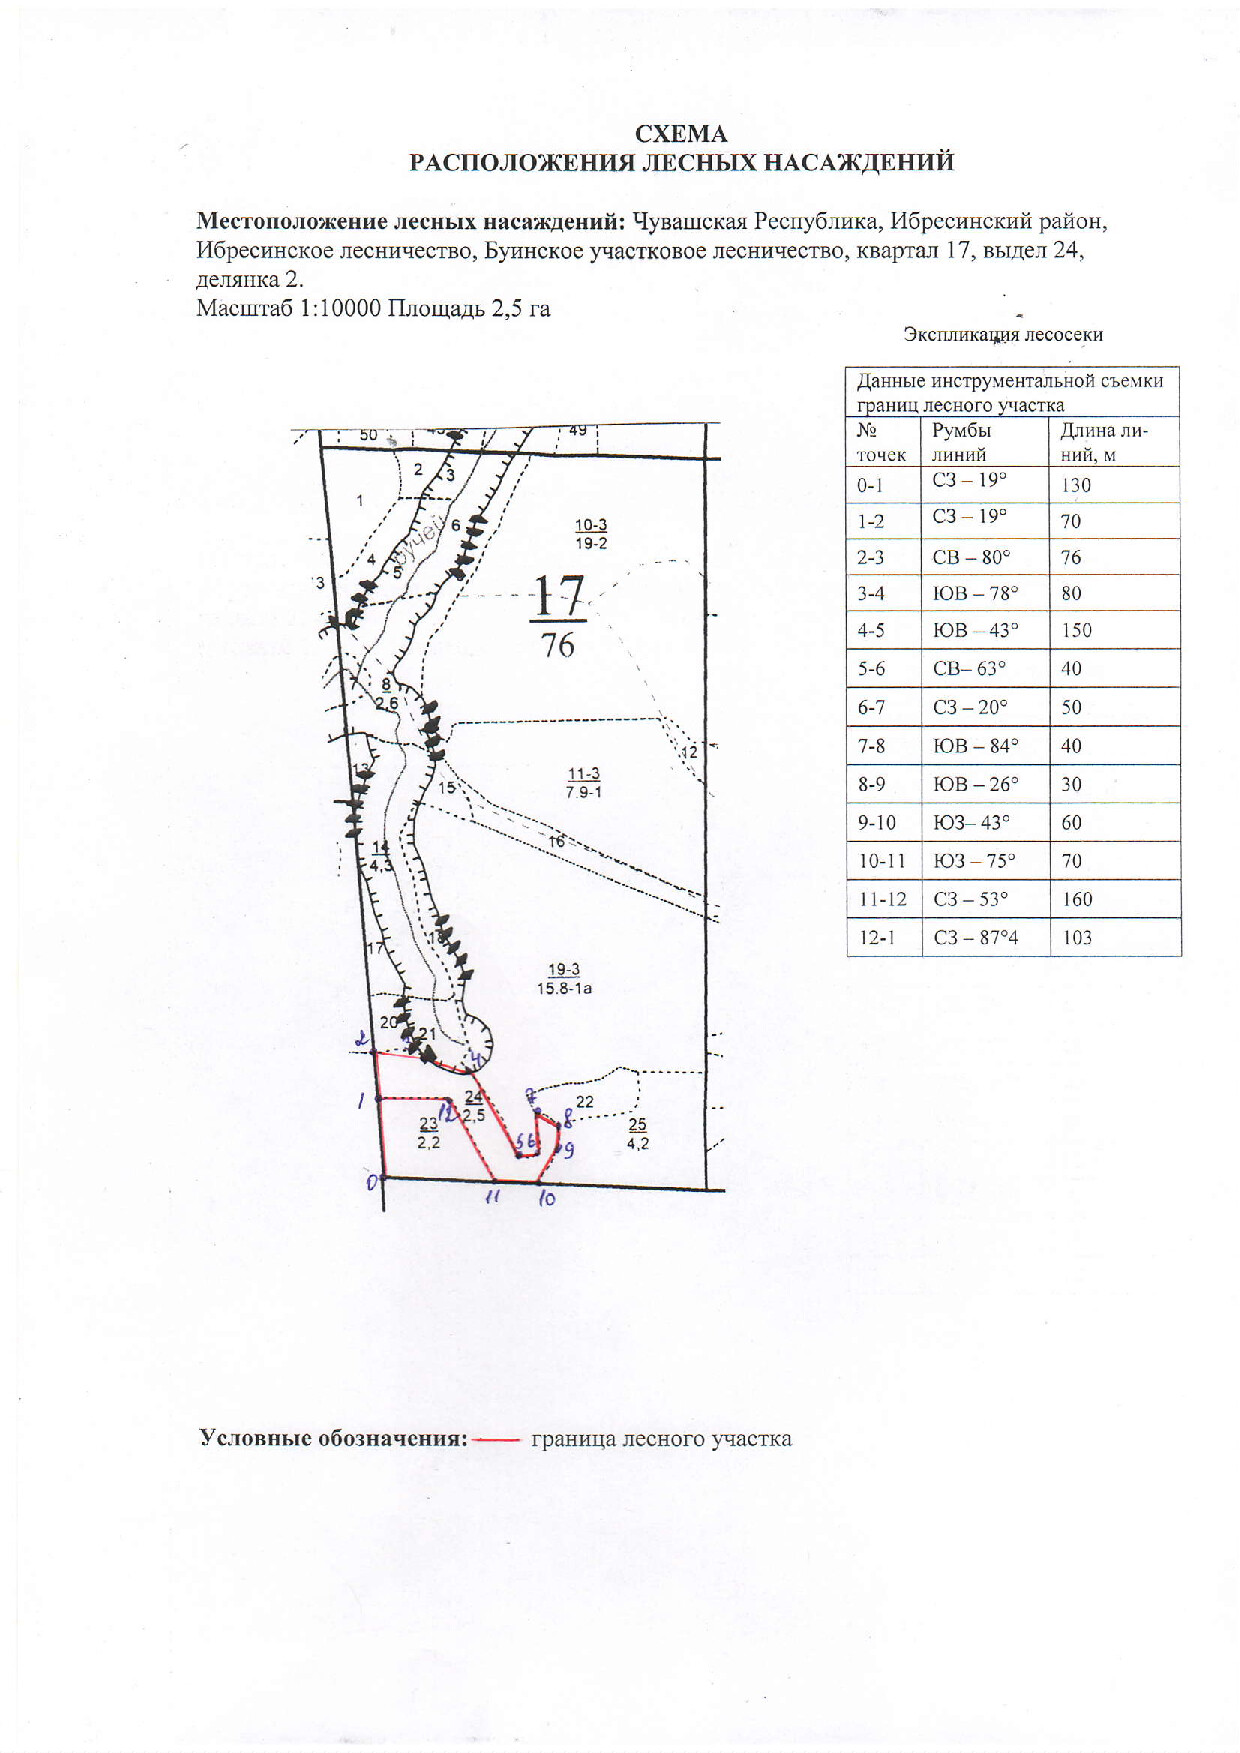 СХЕМА
РАСПОЛОЖЕНИЯ ЛЕСНЫХ НАСАЖДЕНИЙ
Местоположение лесных насаждений: Чувашская Республика, Ибресинский район,
Ибресинское лесничество, Буинское участковое лесничество, квартал 17, выдел 24,
делянка 2.
Масштаб 1:10000 Площадь 2,5 га
Экспликация лесосеки
Данные инструментальной съемки
границ лесного участка
№ точек Румбы линий Длина ли-ний, м
0-1 СЗ – 19° 130
1-2 СЗ – 19° 70
2-3 СВ – 80° 76
3-4 ЮВ – 78° 80
4-5 ЮВ – 43° 150
5-6 СВ– 63° 40
6-7 СЗ – 20° 50
7-8 ЮВ – 84° 40
8-9 ЮВ – 26° 30
9-10 ЮЗ– 43° 60
10-11 ЮЗ – 75° 70
11-12 СЗ – 53° 160
12-1 СЗ – 87°4 103
50
49
2
3
1
6
10-3
19-2
ручей
4
5
3
17
76
7
8
2,6
12
13
11-3
7.9-1
15
16
14
4,3
18
17
19-3
15.8-1а
20
21
2
4
1
12
24
2,5
7
22
8
23
2,2
5
6
25
4,2
9
0
11
10
Условные обозначения: граница лесного участка